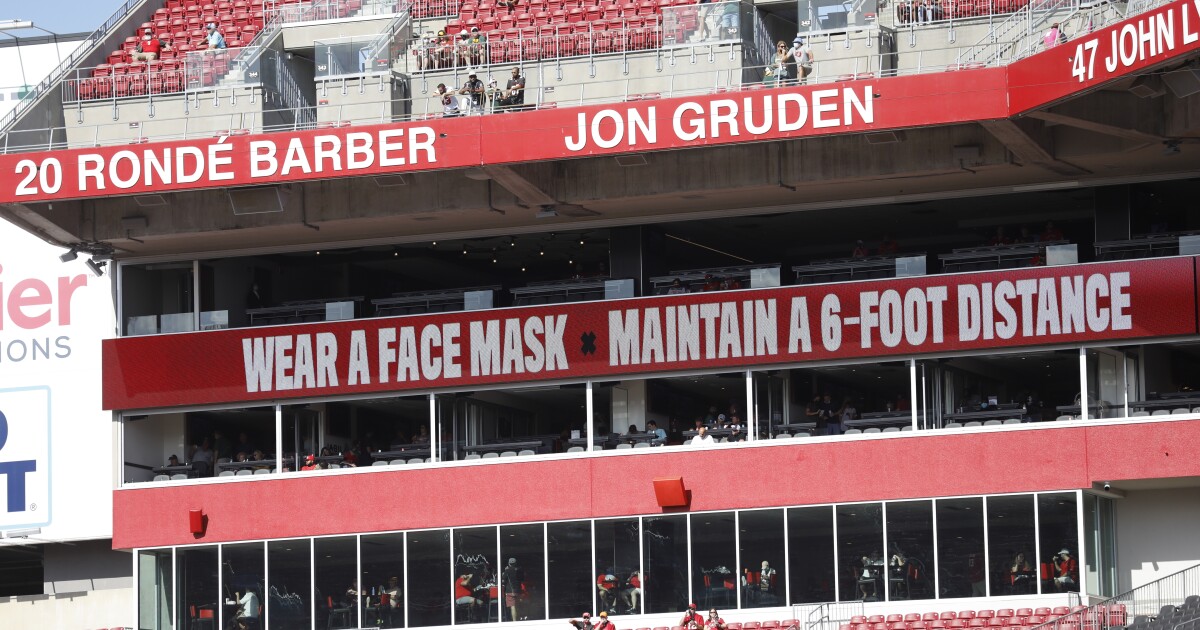 20 RONDÉ BARBER
JON GRUDEN
47 JOHN L
WEAR A FACE MASK × MAINTAIN A 6-FOOT DISTANCE
ier
IONS
T
®